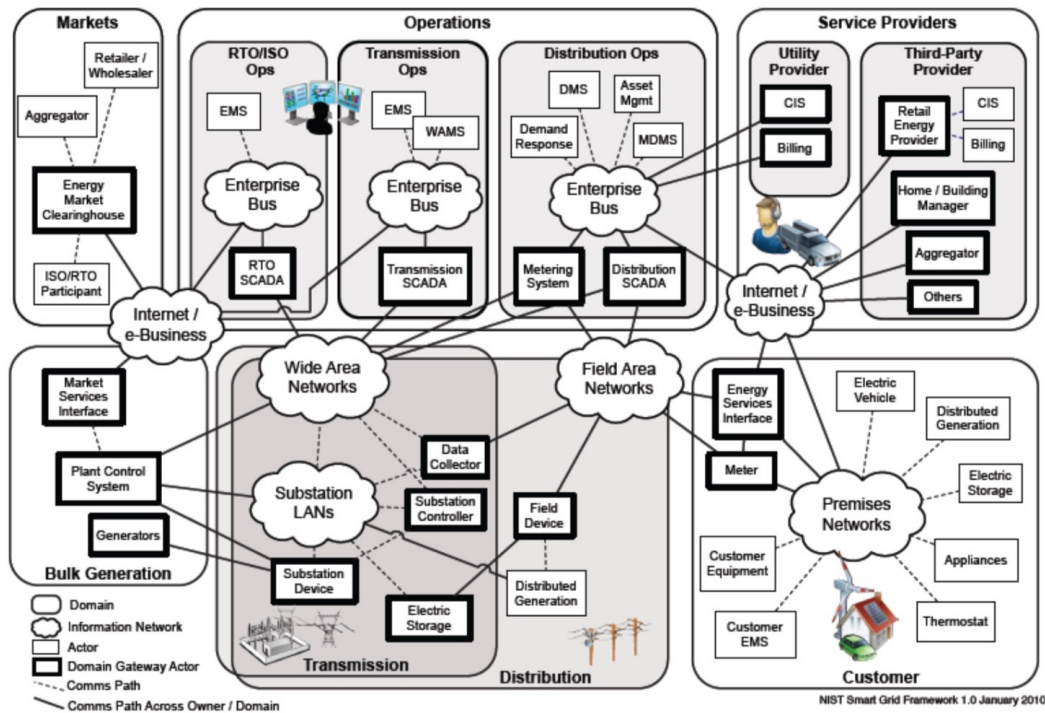 Markets
Retailer /
Wholesaler
Aggregator
Energy
Market
Clearinghouse
ISO/RTO
Participant
Internet /
e-Business
Operations
RTO/ISO
Ops
EMS
Enterprise
Bus
RTO
SCADA
Transmission
Ops
EMS
WAMS
Enterprise
Bus
Transmission
SCADA
Distribution Ops
DMS
Asset
Mgmt
Demand
Response
MDMS
Enterprise
Bus
Metering
System
Distribution
SCADA
Service Providers
Utility
Provider
CIS
Billing
Third-Party
Provider
Retail
Energy
Provider
CIS
Billing
Home / Building
Manager
Aggregator
Others
Internet /
e-Business
Market
Services
Interface
Plant Control
System
Generators
Bulk Generation
Wide Area
Networks
Substation
LANs
Data
Collector
Substation
Controller
Substation
Device
Electric
Storage
Transmission
Field Area
Networks
Field
Device
Distributed
Generation
Distribution
Energy
Services
Interface
Meter
Electric
Vehicle
Distributed
Generation
Electric
Storage
Premises
Networks
Customer
Equipment
Appliances
Customer
EMS
Thermostat
Customer
Domain
Information Network
Actor
Domain Gateway Actor
Comms Path
Comms Path Across Owner / Domain
NIST Smart Grid Framework 1.0 January 2010